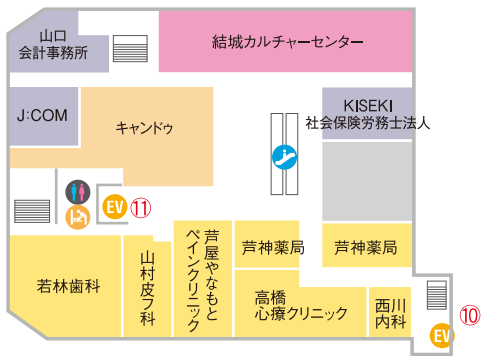 山口
会計事務所
結城カルチャーセンター
J:COM
キャンドゥ
KISEKI
社会保険労務士法人
EV
⑪
若林歯科
山村皮フ科
芦屋やなもと
ペインクリニック
芦神薬局
芦神薬局
高橋
心療クリニック
西川
内科
⑩
EV